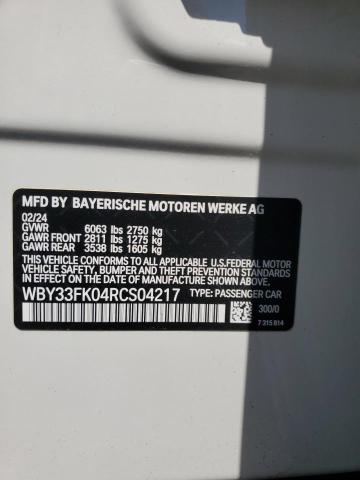 MFD BY BAYERISCHE MOTOREN WERKE AG
02/24
GVWR 6063 lbs 2750 kg
GAWR FRONT 2811 lbs 1275 kg
GAWR REAR 3538 lbs 1605 kg
THIS VEHICLE CONFORMS TO ALL APPLICABLE U.S.FEDERAL MOTOR
VEHICLE SAFETY, BUMPER, AND THEFT PREVENTION STANDARDS
IN EFFECT ON THE DATE OF MANUFACTURE SHOWN ABOVE.
WBY33FK04RCS04217 TYPE: PASSENGER CAR
300/0
7 315 814